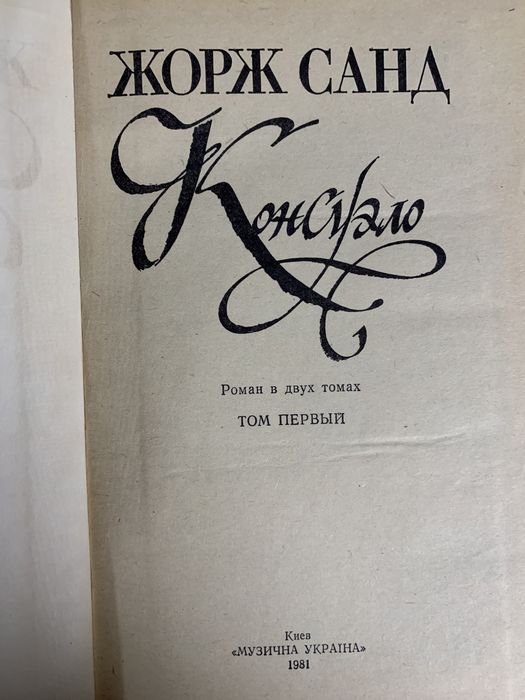 ЖОРЖ САНД
Консуэло
Роман в двух томах
ТОМ ПЕРВЫЙ
Киев
«МУЗИЧНА УКРАЇНА»
1981